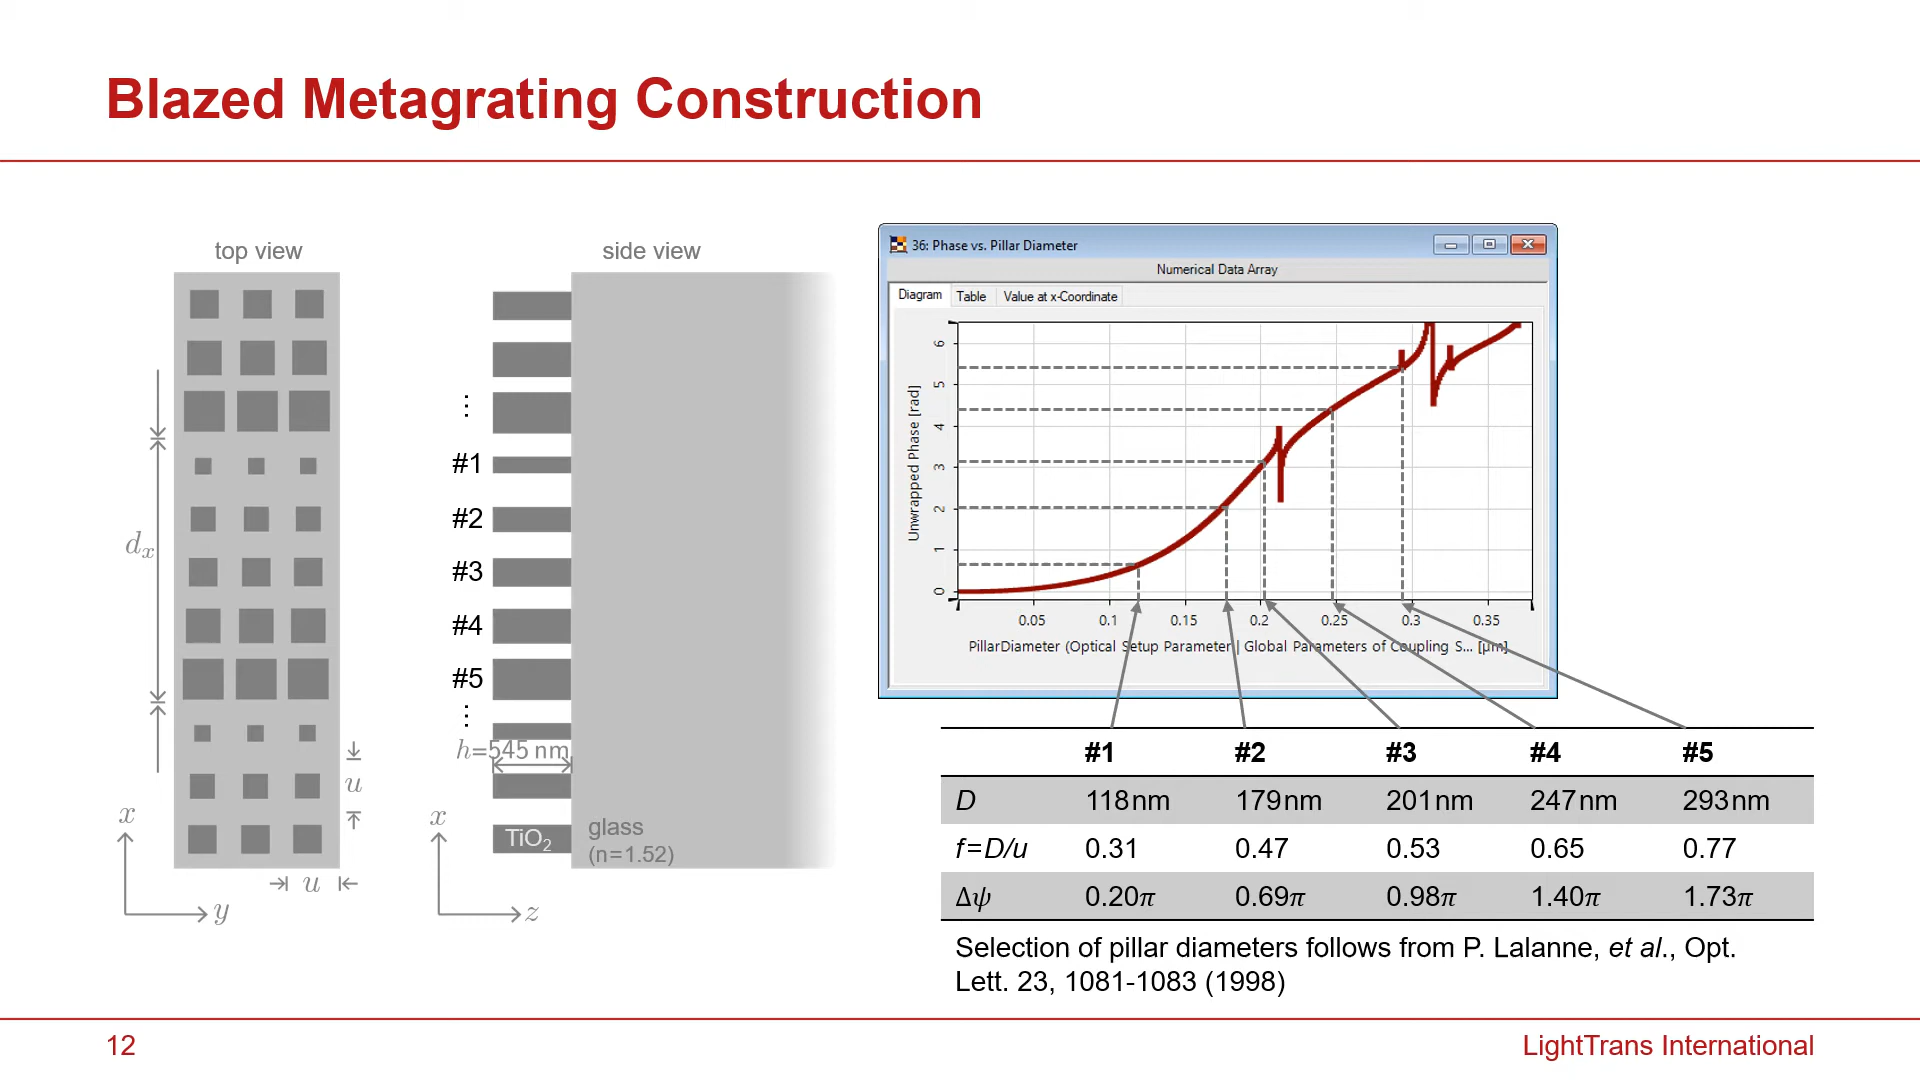 Blazed Metagrating Construction
top view
side view
⋮
#1
#2
#3
#4
#5
⋮
dₓ
h=545 nm
u
u
x
y
x
z
TiO₂
glass
(n=1.52)
36: Phase vs. Pillar Diameter
Numerical Data Array
Diagram Table Value at x-Coordinate
Unwrapped Phase [rad]
6
5
4
3
2
1
0
0.05 0.1 0.15 0.2 0.25 0.3 0.35
PillarDiameter (Optical Setup Parameter | Global Parameters of Coupling S... [µm]
#1 #2 #3 #4 #5
D 118nm 179nm 201nm 247nm 293nm
f=D/u 0.31 0.47 0.53 0.65 0.77
Δψ 0.20π 0.69π 0.98π 1.40π 1.73π
Selection of pillar diameters follows from P. Lalanne, et al., Opt.
Lett. 23, 1081-1083 (1998)
12
LightTrans International